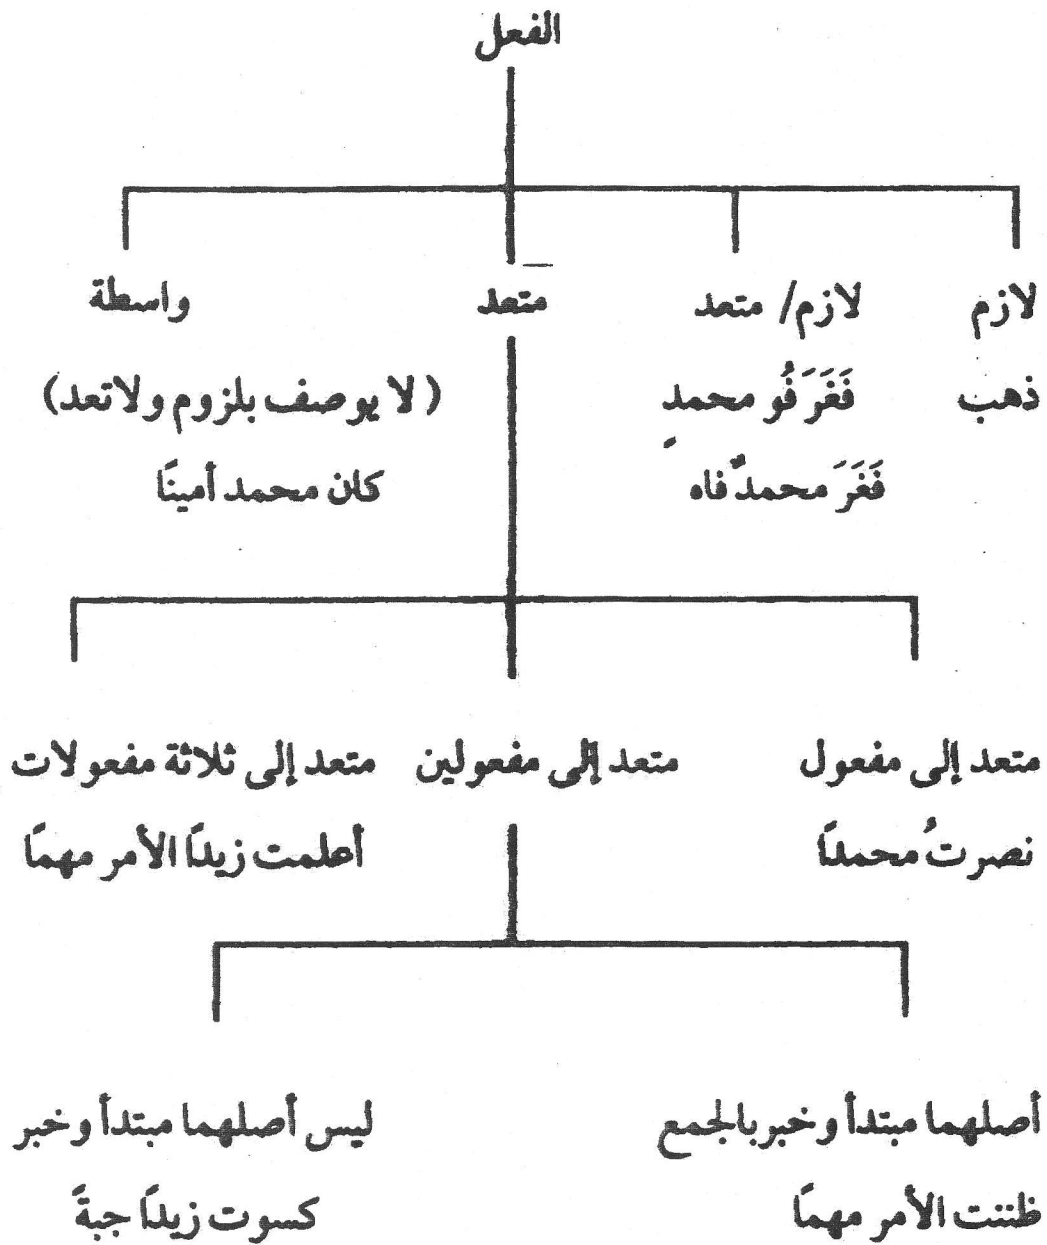 الفعل
لازم
لازم/ متعد
متعد
واسطة
ذهب
فَغَرَ فُو محمدٍ
(لا يوصف بلزوم ولاتعد)
فَغَرَ محمدٌ فاه
كان محمد أمينًا
متعد إلى مفعول
متعد إلى مفعولين
متعد إلى ثلاثة مفعولات
نصرتُ محمدًا
أعلمت زيدًا الأمر مهمًا
أصلهما مبتدأ وخبر بالجمع
ليس أصلهما مبتدأ وخبر
ظننت الأمر مهمًا
كسوت زيدًا جبةً